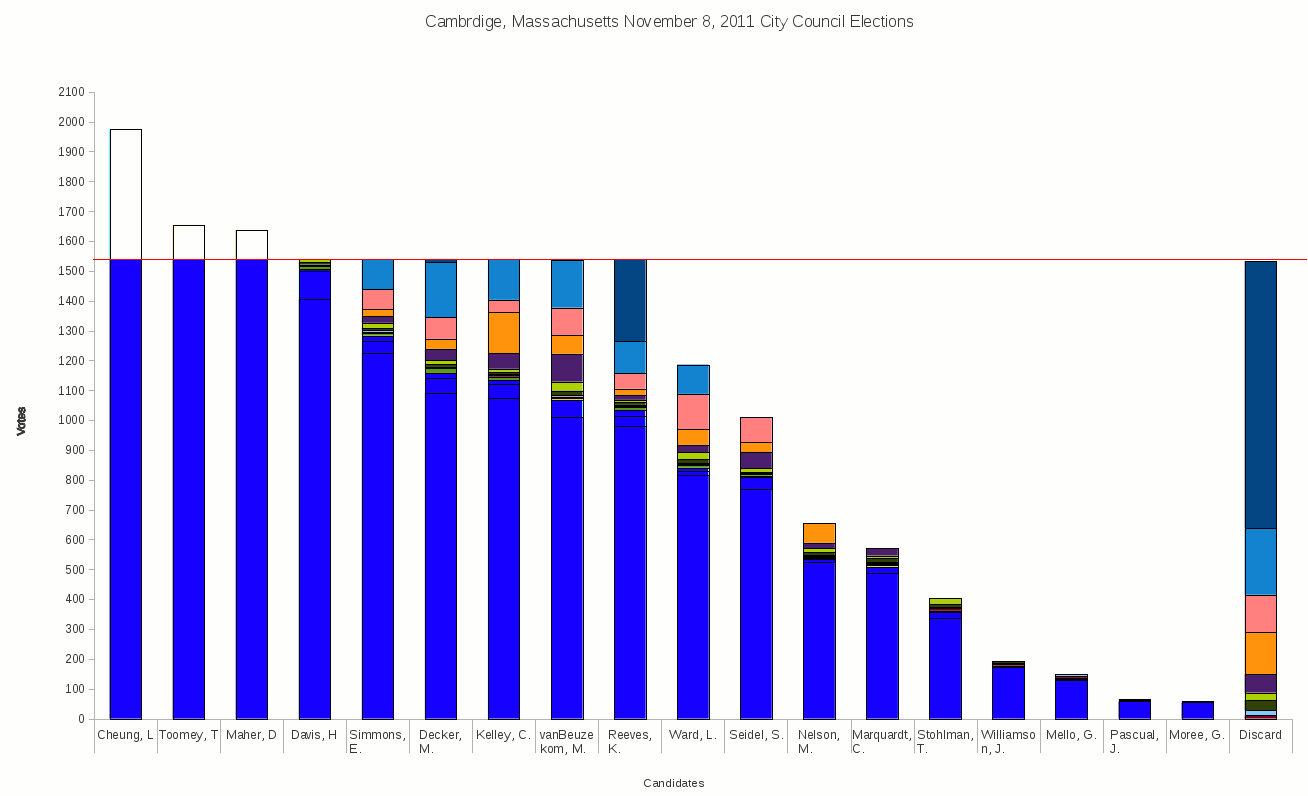 Cambrdige, Massachusetts November 8, 2011 City Council Elections
2100
2000
1900
1800
1700
1600
1500
1400
1300
1200
1100
1000
900
800
700
600
500
400
300
200
100
0
Votes
Cheung, L
Toomey, T
Maher, D
Davis, H
Simmons,
E.
Decker,
M.
Kelley, C.
vanBeuze
kom, M.
Reeves,
K.
Ward, L.
Seidel, S.
Nelson,
M.
Marquardt,
C.
Stohlman,
T.
Williamso
n, J.
Mello, G.
Pascual,
J.
Moree, G.
Discard
Candidates